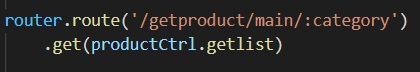 router.route('/getproduct/main/:category')
    .get(productCtrl.getlist)